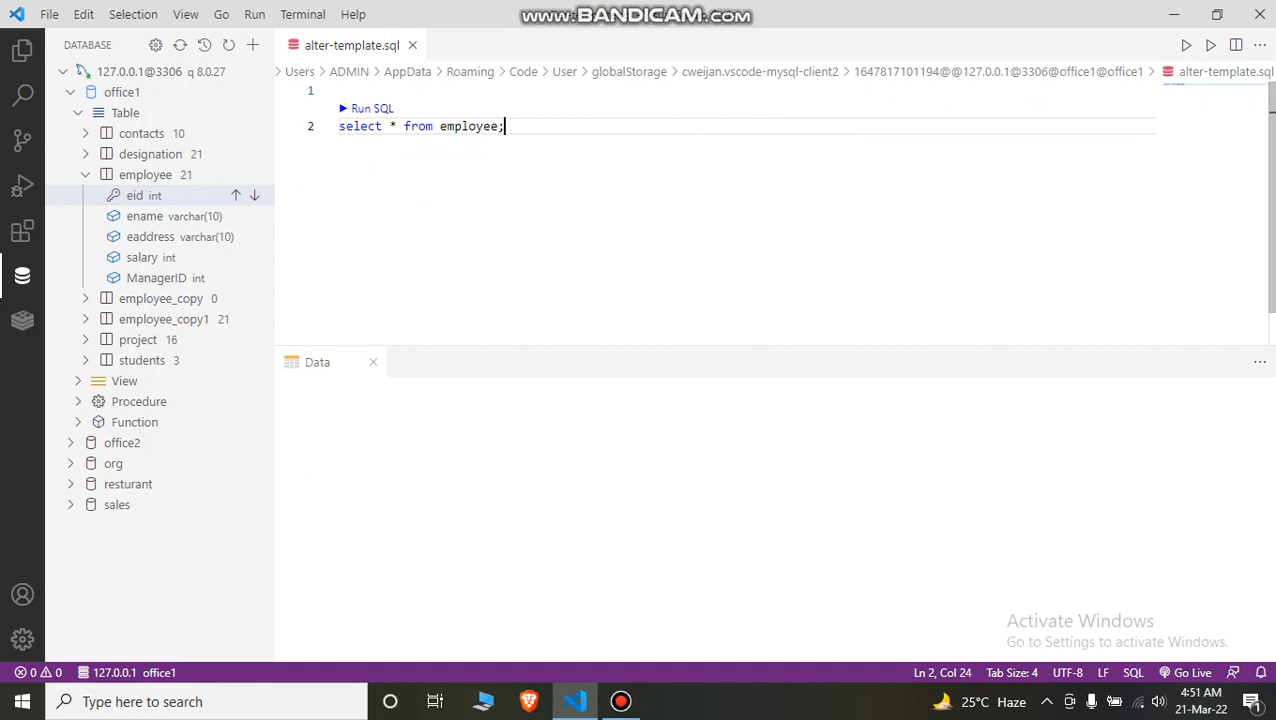 File Edit Selection View Go Run Terminal Help
www.BANDICAM.com
DATABASE
alter-template.sql
127.0.0.1@3306 q 8.0.27
Users ADMIN AppData Roaming Code User globalStorage cweijan.vscode-mysql-client2 1647817101194@@127.0.0.1@3306@office1@office1 alter-template.sql
office1
1
Table
Run SQL
contacts 10
2 select * from employee;
designation 21
employee 21
eid int
ename varchar(10)
eaddress varchar(10)
salary int
ManagerID int
employee_copy 0
employee_copy1 21
project 16
students 3
Data
View
Procedure
Function
office2
org
resturant
sales
Activate Windows
Go to Settings to activate Windows.
0 0 127.0.0.1 office1
Ln 2, Col 24 Tab Size: 4 UTF-8 LF SQL Go Live
Type here to search
25°C Haze
4:51 AM
21-Mar-22
1